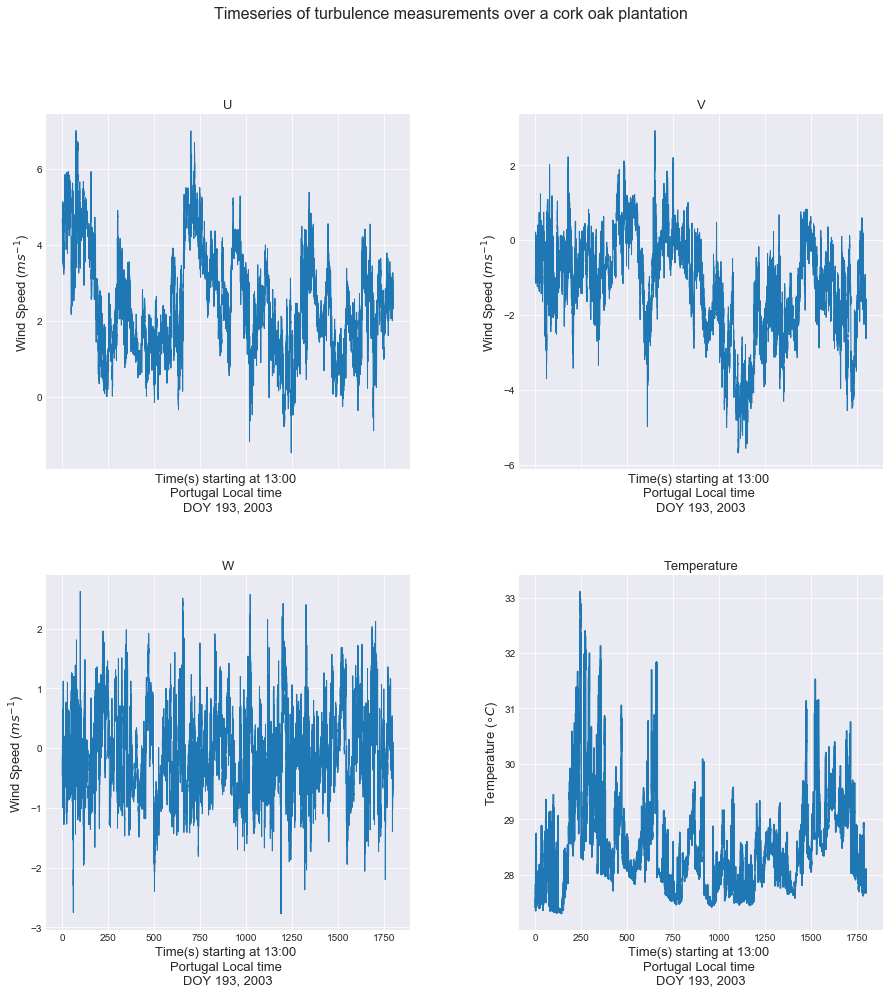 Timeseries of turbulence measurements over a cork oak plantation
U
6
4
2
0
Wind Speed (ms⁻¹)
Time(s) starting at 13:00
Portugal Local time
DOY 193, 2003
V
2
0
−2
−4
−6
Wind Speed (ms⁻¹)
Time(s) starting at 13:00
Portugal Local time
DOY 193, 2003
W
2
1
0
−1
−2
−3
Wind Speed (ms⁻¹)
0 250 500 750 1000 1250 1500 1750
Time(s) starting at 13:00
Portugal Local time
DOY 193, 2003
Temperature
33
32
31
30
29
28
Temperature (∘C)
0 250 500 750 1000 1250 1500 1750
Time(s) starting at 13:00
Portugal Local time
DOY 193, 2003